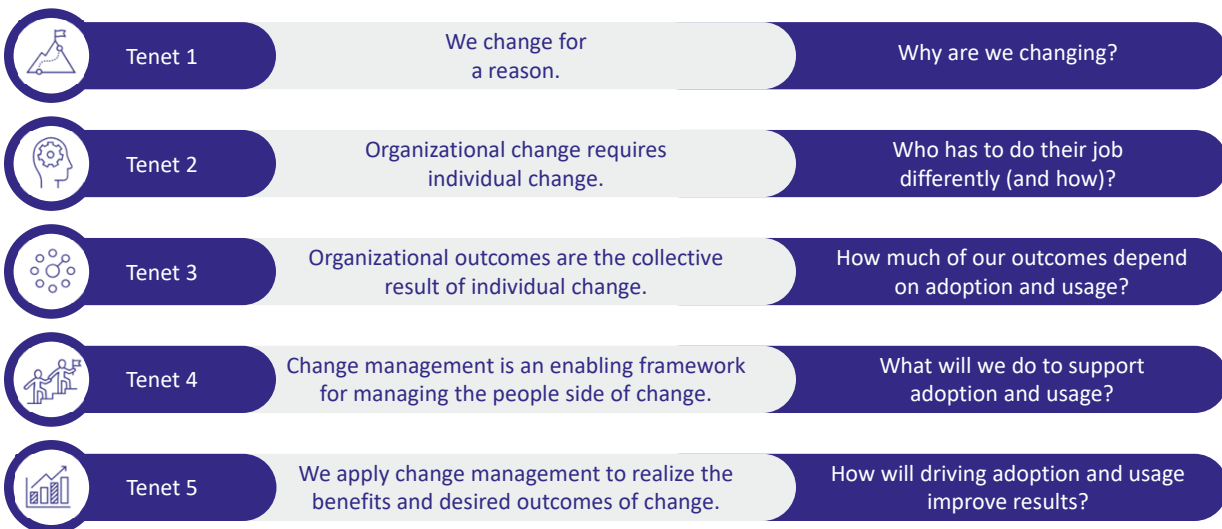 Tenet 1
We change for
a reason.
Why are we changing?
Tenet 2
Organizational change requires
individual change.
Who has to do their job
differently (and how)?
Tenet 3
Organizational outcomes are the collective
result of individual change.
How much of our outcomes depend
on adoption and usage?
Tenet 4
Change management is an enabling framework
for managing the people side of change.
What will we do to support
adoption and usage?
Tenet 5
We apply change management to realize the
benefits and desired outcomes of change.
How will driving adoption and usage
improve results?